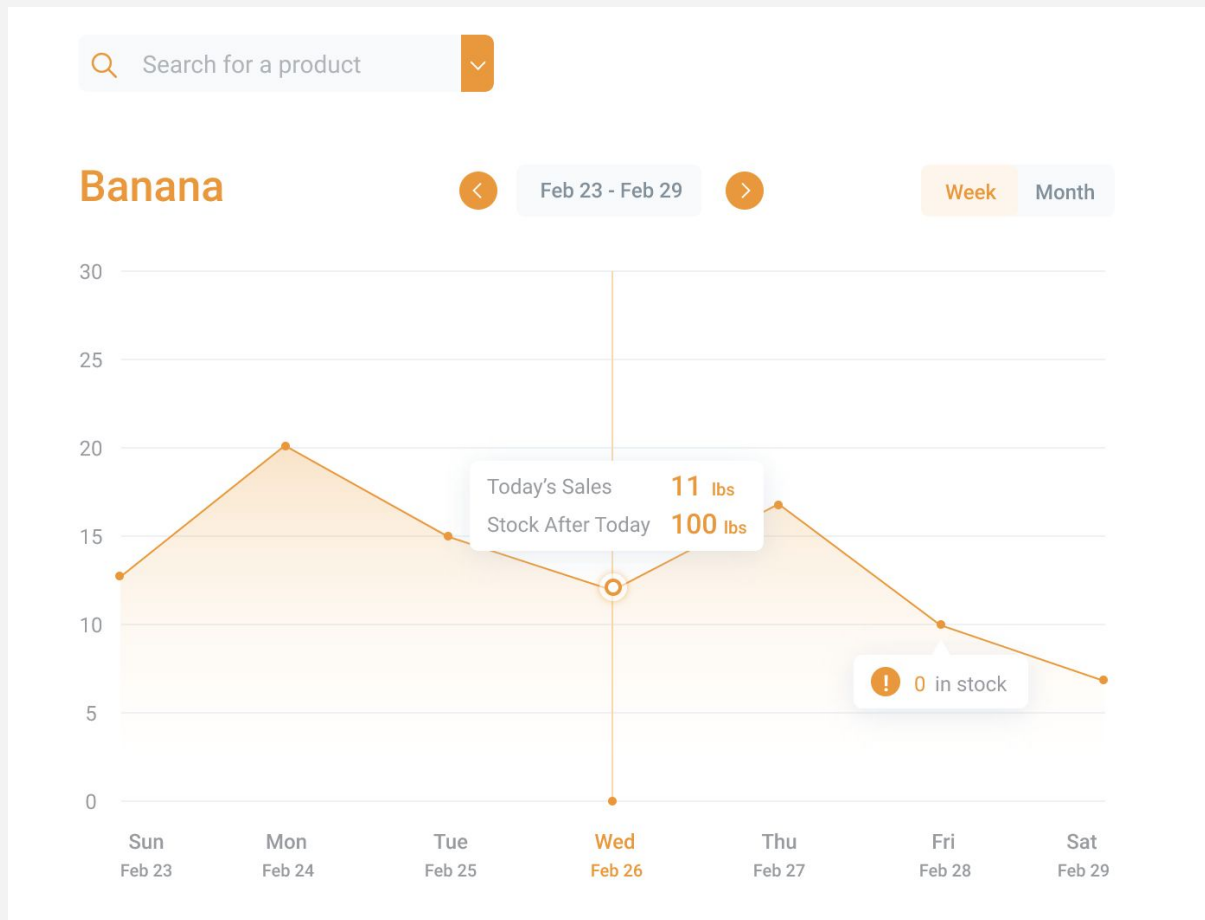 Search for a product
Banana
Feb 23 - Feb 29
Week Month
30
25
20
Today's Sales 11 lbs
Stock After Today 100 lbs
15
10
! 0 in stock
5
0
Sun Mon Tue Wed Thu Fri Sat
Feb 23 Feb 24 Feb 25 Feb 26 Feb 27 Feb 28 Feb 29